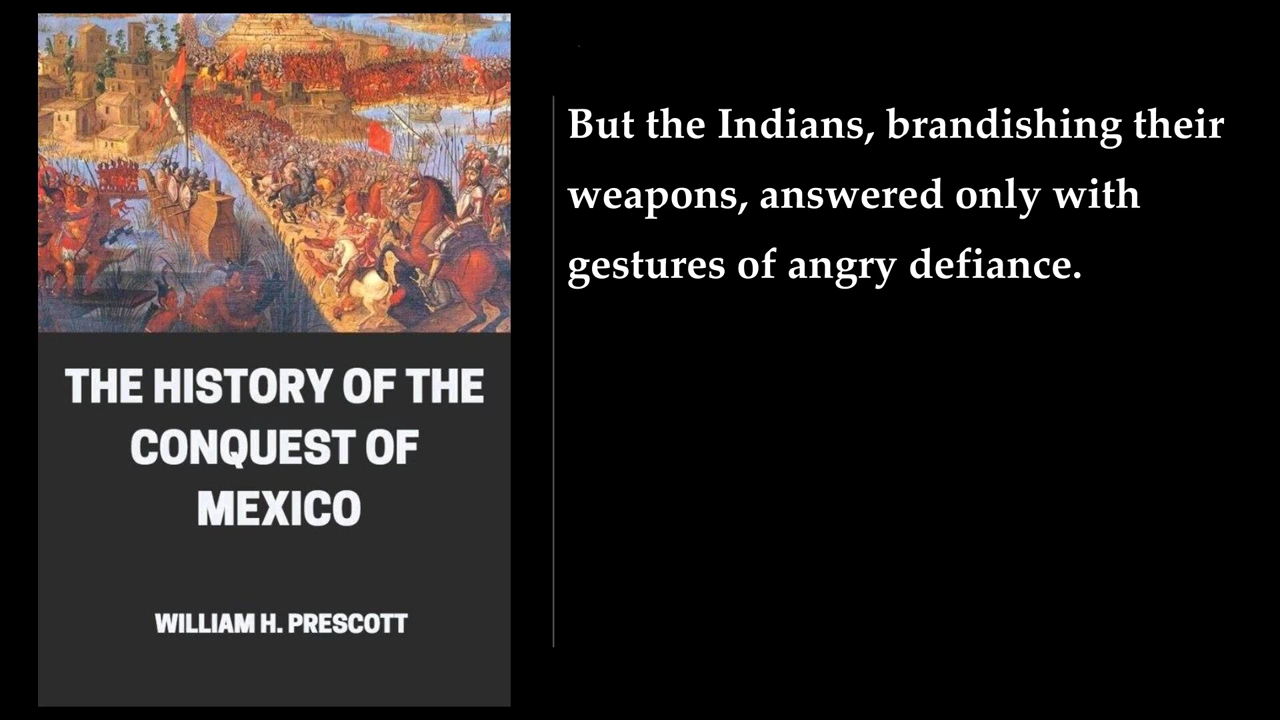 THE HISTORY OF THE
CONQUEST OF
MEXICO
WILLIAM H. PRESCOTT
But the Indians, brandishing their
weapons, answered only with
gestures of angry defiance.